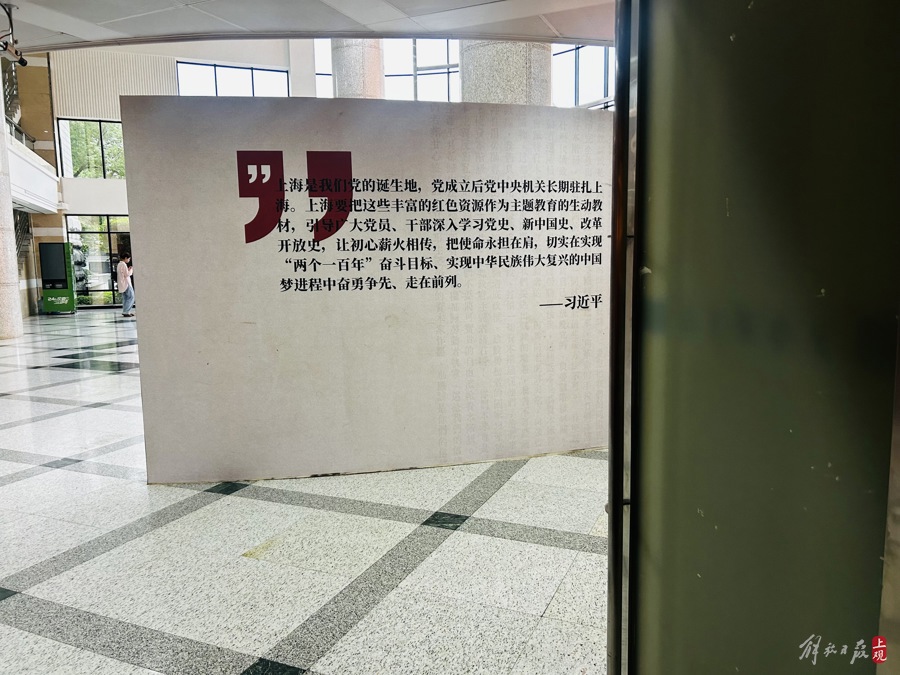 上海是我们党的诞生地，党成立后党中央机关长期驻扎上
海。上海要把这些丰富的红色资源作为主题教育的生动教
材，引导广大党员、干部深入学习党史、新中国史、改革
开放史，让初心薪火相传，把使命永担在肩，切实在实现
“两个一百年”奋斗目标、实现中华民族伟大复兴的中国
梦进程中奋勇争先、走在前列。
——习近平
解放日报
上观